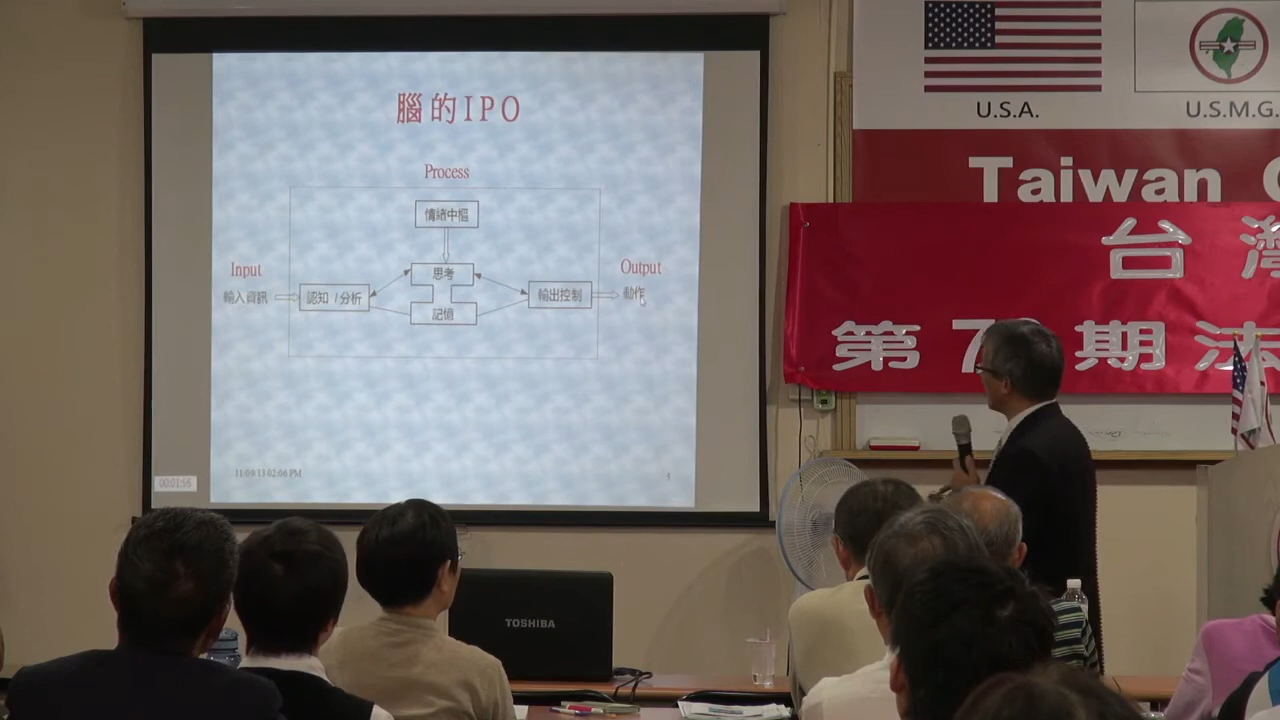 腦的IPO
Process
情緒中樞
Input
思考
Output
輸入資訊
認知 / 分析
輸出控制
動作
記憶
11/09/13 02:06 PM
00:01:56
U.S.A.
U.S.M.G.
Taiwan
台灣
第7
期法
TOSHIBA